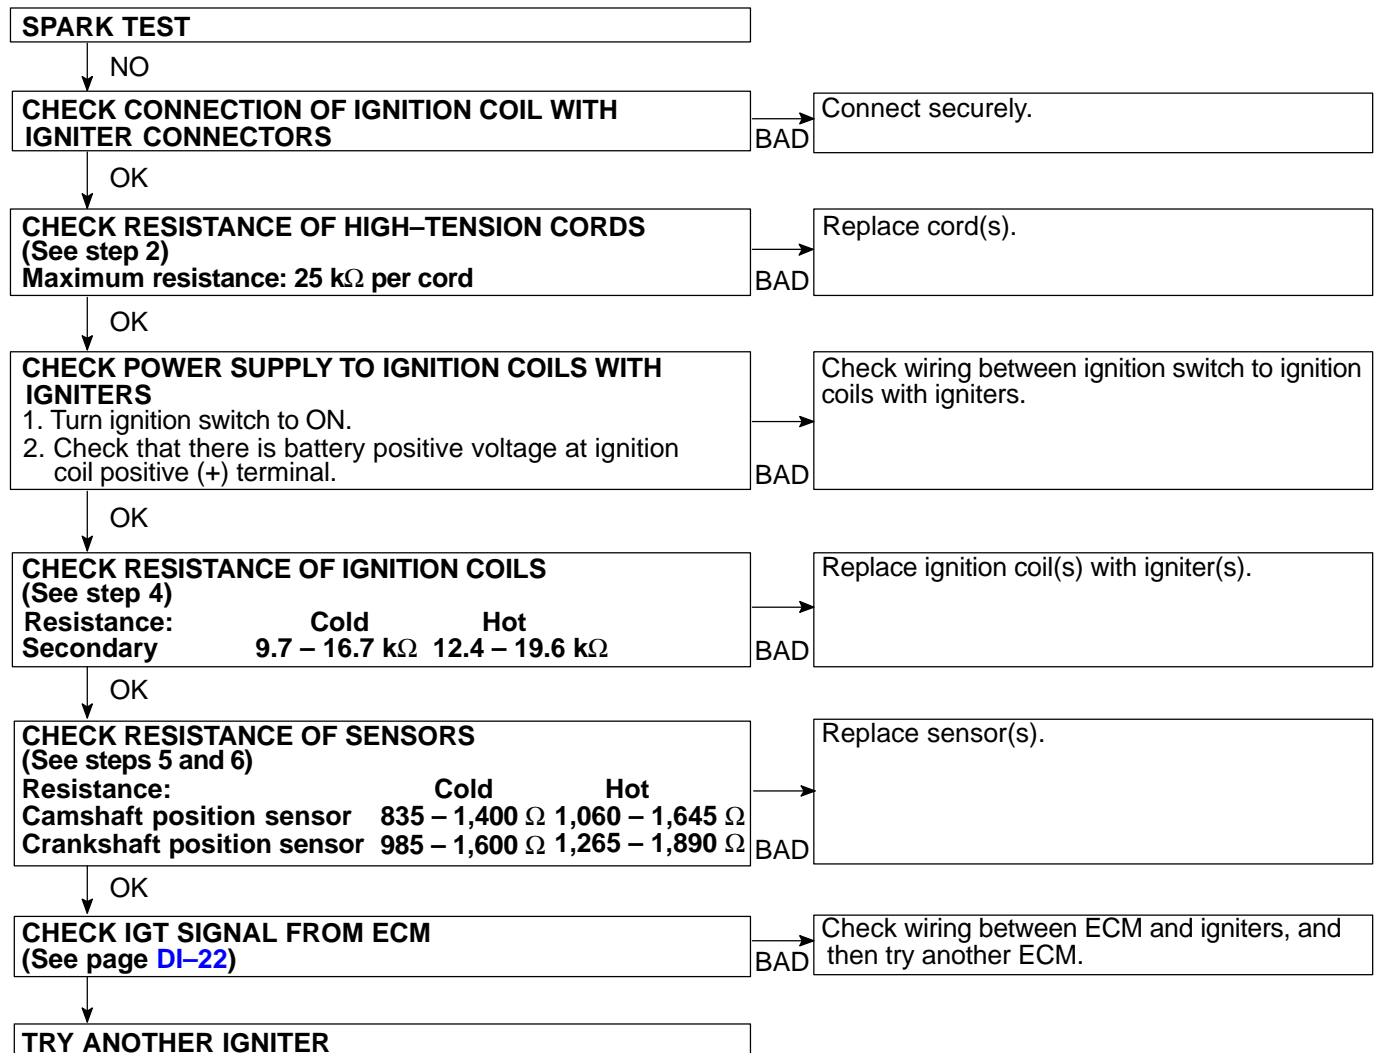 SPARK TEST
NO
CHECK CONNECTION OF IGNITION COIL WITH
IGNITER CONNECTORS
BAD
Connect securely.
OK
CHECK RESISTANCE OF HIGH–TENSION CORDS
(See step 2)
Maximum resistance: 25 kΩ per cord
BAD
Replace cord(s).
OK
CHECK POWER SUPPLY TO IGNITION COILS WITH
IGNITERS
1. Turn ignition switch to ON.
2. Check that there is battery positive voltage at ignition
coil positive (+) terminal.
BAD
Check wiring between ignition switch to ignition
coils with igniters.
OK
CHECK RESISTANCE OF IGNITION COILS
(See step 4)
Resistance: Cold Hot
Secondary 9.7 – 16.7 kΩ 12.4 – 19.6 kΩ
BAD
Replace ignition coil(s) with igniter(s).
OK
CHECK RESISTANCE OF SENSORS
(See steps 5 and 6)
Resistance: Cold Hot
Camshaft position sensor 835 – 1,400 Ω 1,060 – 1,645 Ω
Crankshaft position sensor 985 – 1,600 Ω 1,265 – 1,890 Ω
BAD
Replace sensor(s).
OK
CHECK IGT SIGNAL FROM ECM
(See page DI–22)
BAD
Check wiring between ECM and igniters, and
then try another ECM.
TRY ANOTHER IGNITER